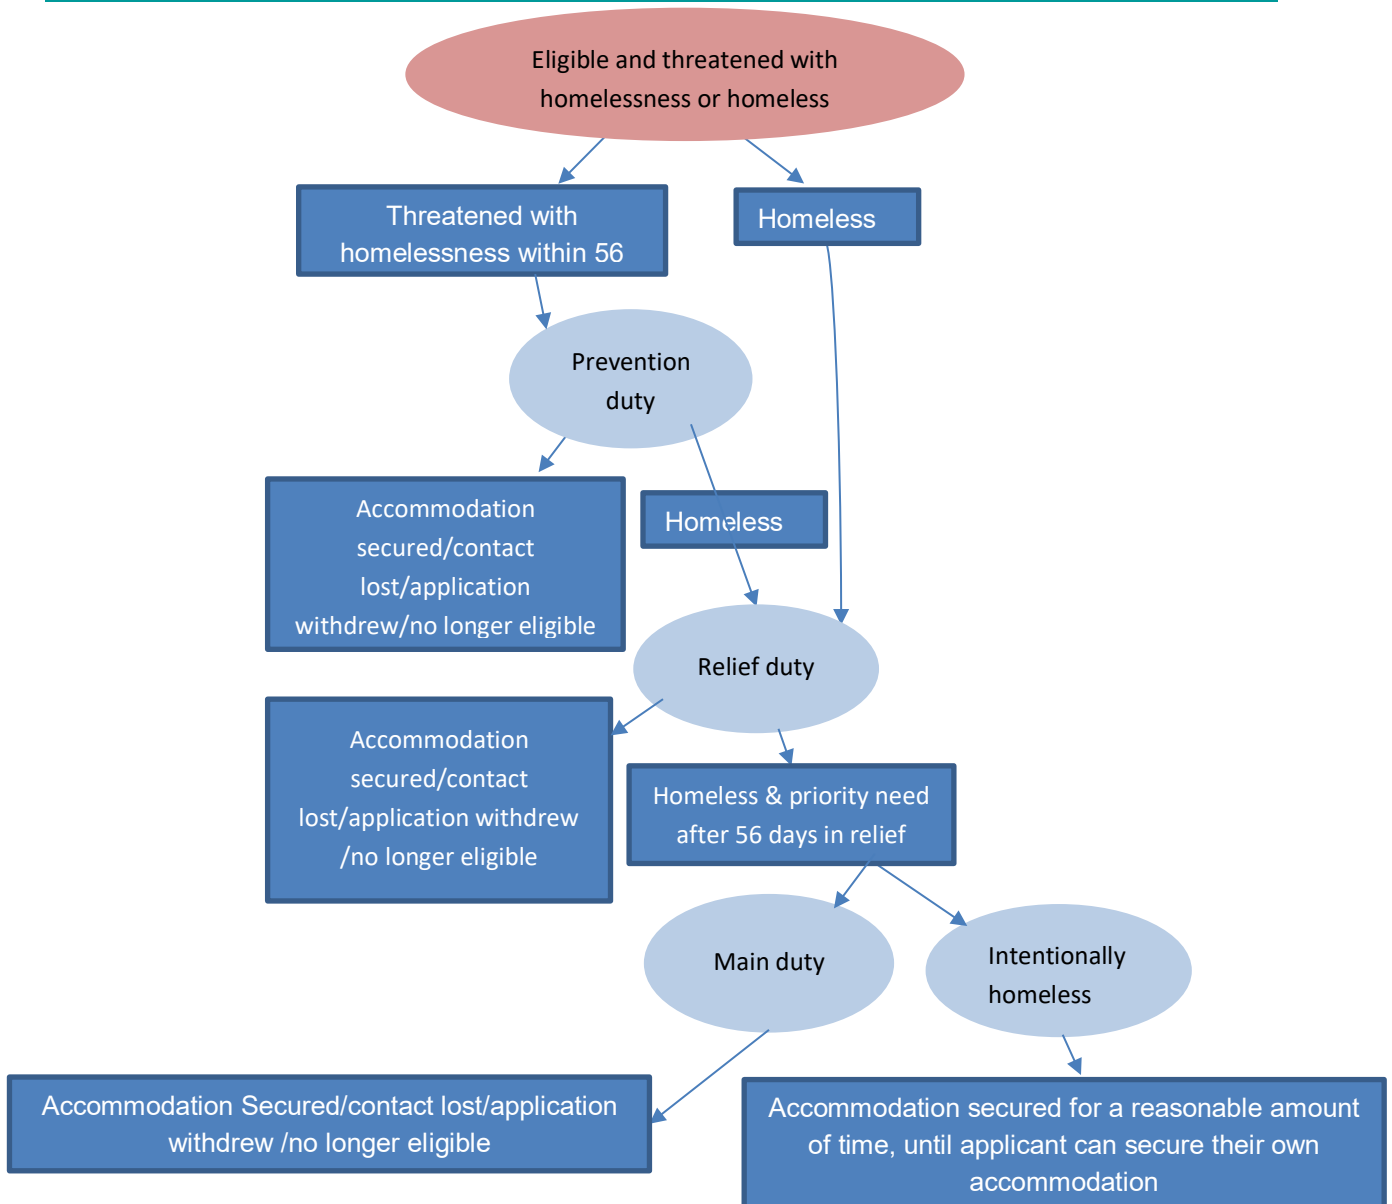 Eligible and threatened with
homelessness or homeless
Threatened with
homelessness within 56
Homeless
Prevention
duty
Accommodation
secured/contact
lost/application
withdrew/no longer eligible
Homeless
Relief duty
Accommodation
secured/contact
lost/application withdrew
/no longer eligible
Homeless & priority need
after 56 days in relief
Main duty
Intentionally
homeless
Accommodation Secured/contact lost/application
withdrew /no longer eligible
Accommodation secured for a reasonable amount
of time, until applicant can secure their own
accommodation